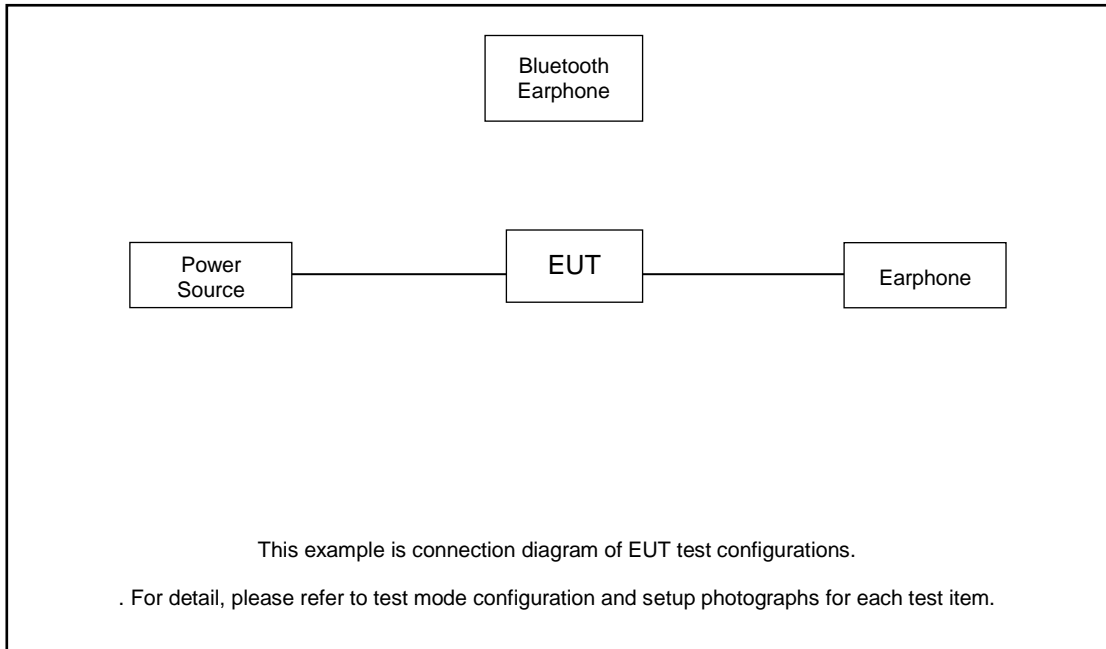 Bluetooth
Earphone
Power
Source
EUT
Earphone
This example is connection diagram of EUT test configurations.
. For detail, please refer to test mode configuration and setup photographs for each test item.